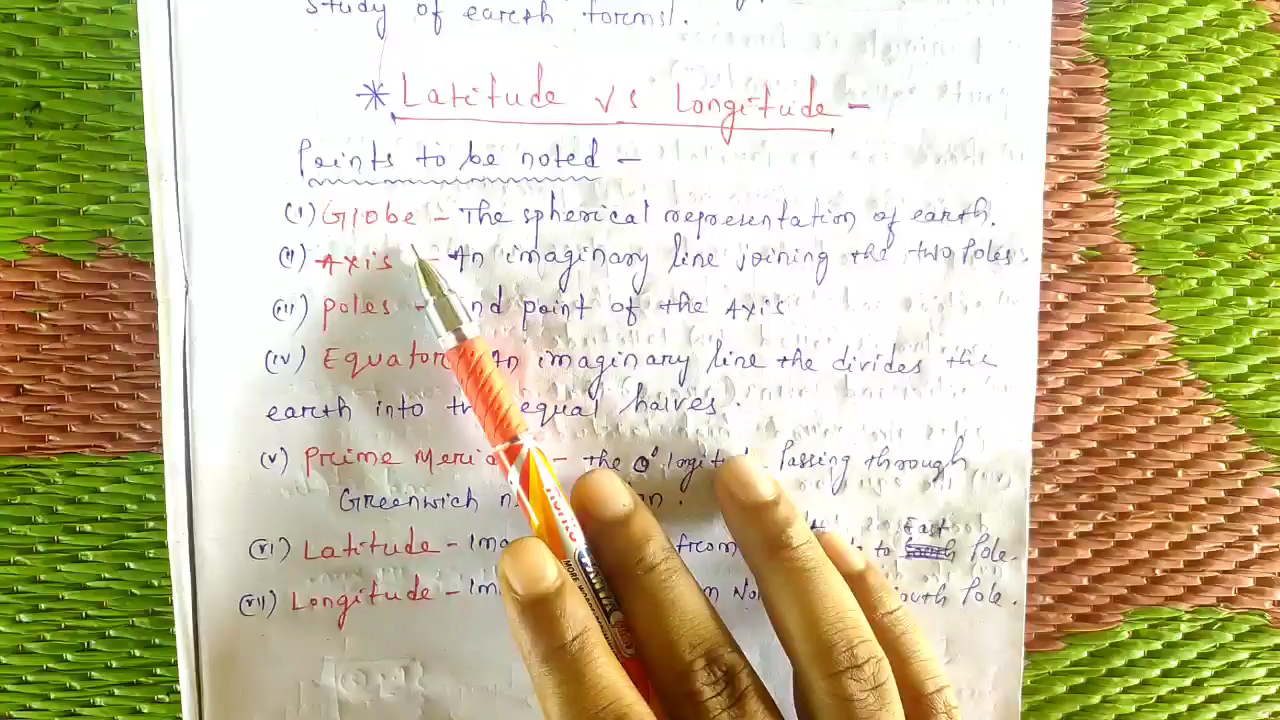 study of earth forms).
* Latitude vs Longitude -
Points to be noted -
(i) Globe - The spherical representation of earth.
(ii) Axis - An imaginary line joining the two Poles.
(iii) poles - end point of the Axis
(iv) Equator An imaginary line the divides the
earth into equal halves.
(v) Prime - the 0° Passing through
Greenwich
(vi) Latitude - from to East Pole.
(vii) Longitude - Pole.
MORE